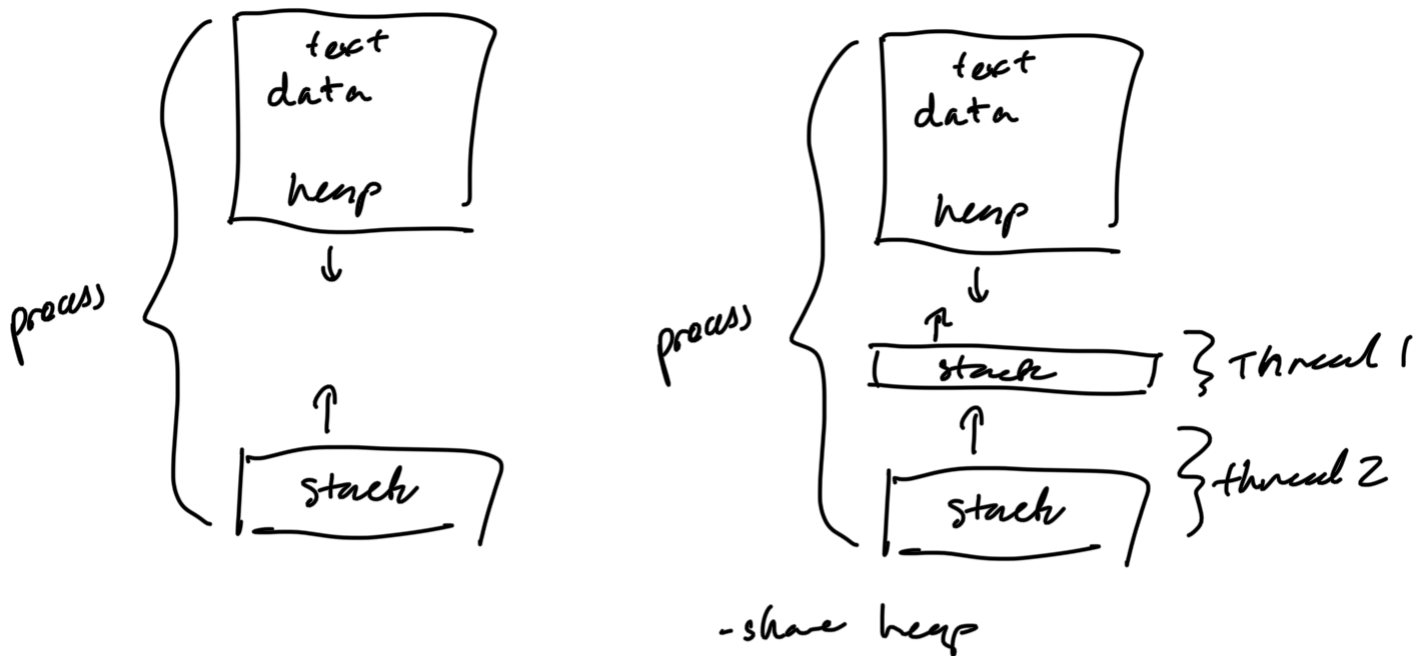 text
data
heap
process
stack
text
data
heap
process
stack
Thread 1
stack
thread 2
- share heap